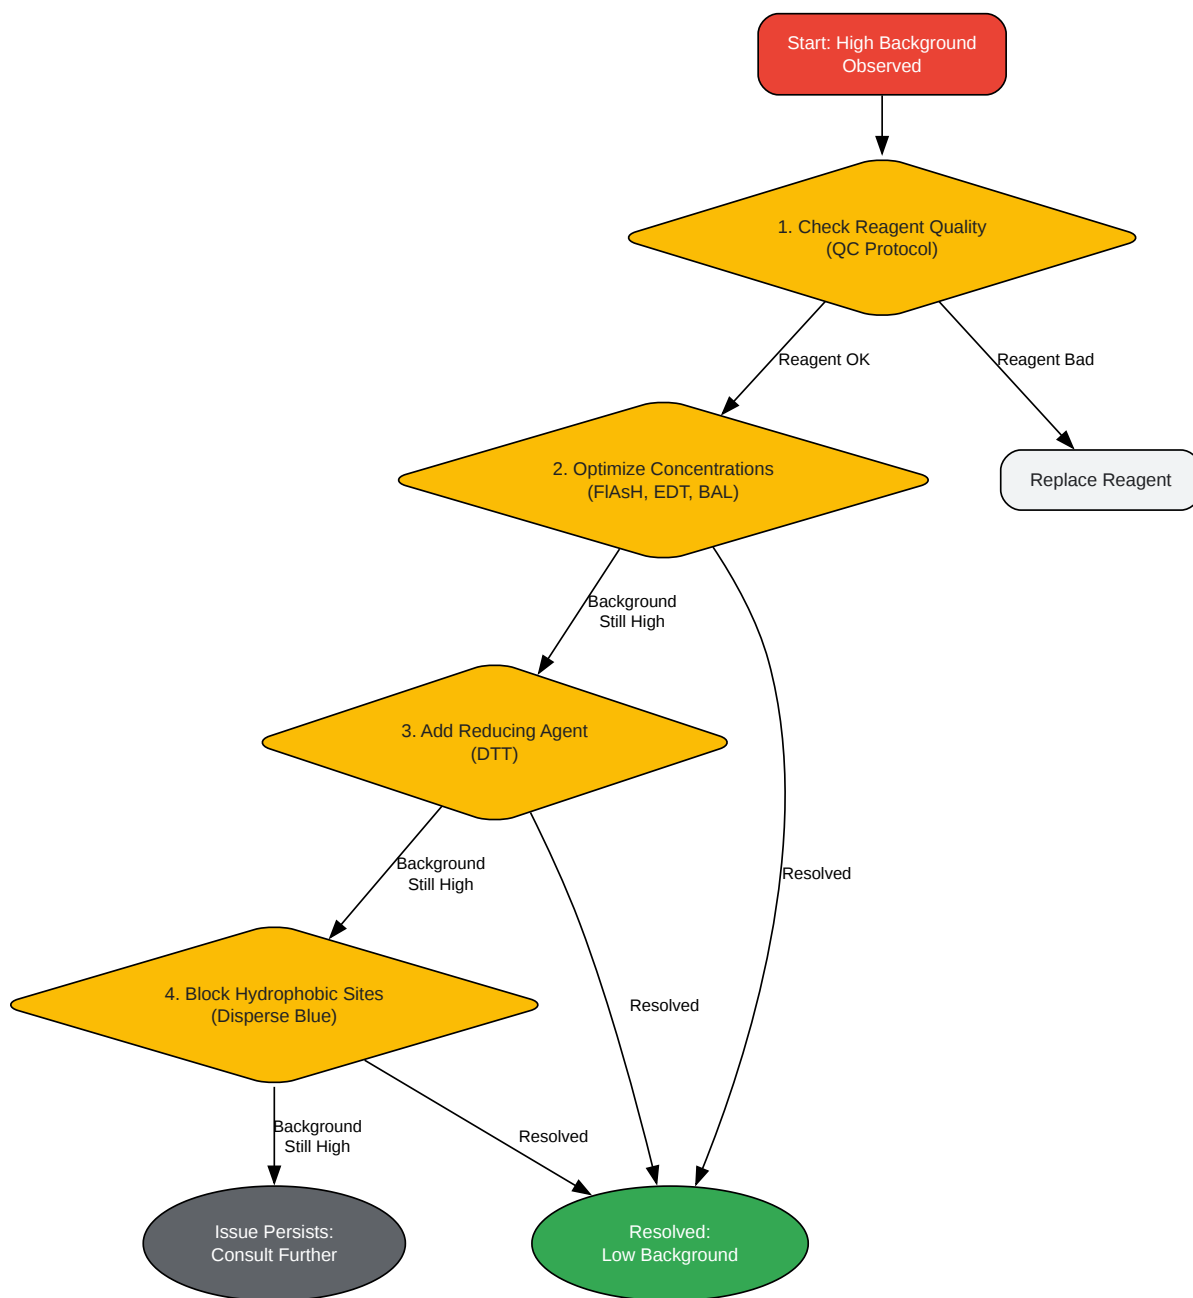 Start: High Background
Observed
1. Check Reagent Quality
(QC Protocol)
Reagent OK
Reagent Bad
2. Optimize Concentrations
(FlAsH, EDT, BAL)
Replace Reagent
Background
Still High
3. Add Reducing Agent
(DTT)
Background
Still High
Resolved
4. Block Hydrophobic Sites
(Disperse Blue)
Resolved
Background
Still High
Resolved
Issue Persists:
Consult Further
Resolved:
Low Background